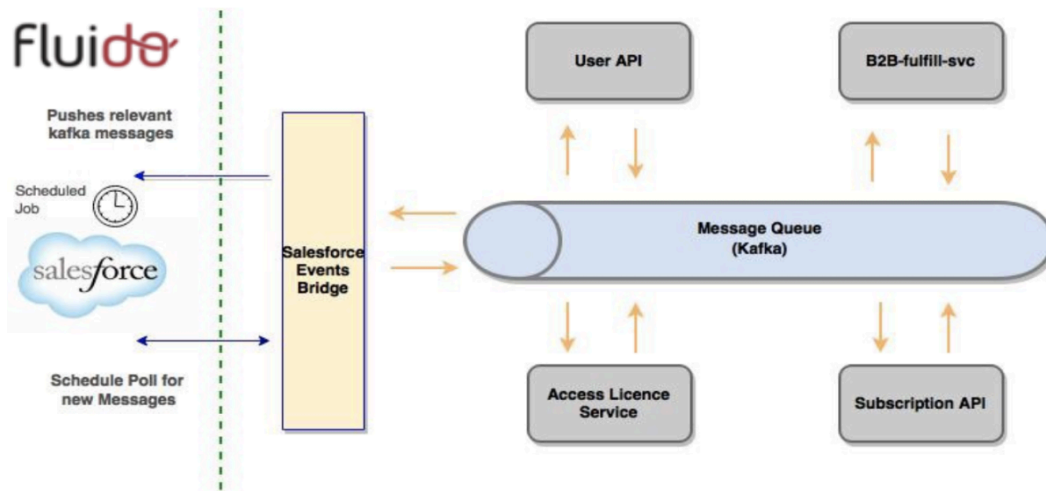 Fluido
User API
B2B-fulfill-svc
Pushes relevant
kafka messages
Scheduled
Job
salesforce
Salesforce
Events
Bridge
Message Queue
(Kafka)
Schedule Poll for
new Messages
Access Licence
Service
Subscription API